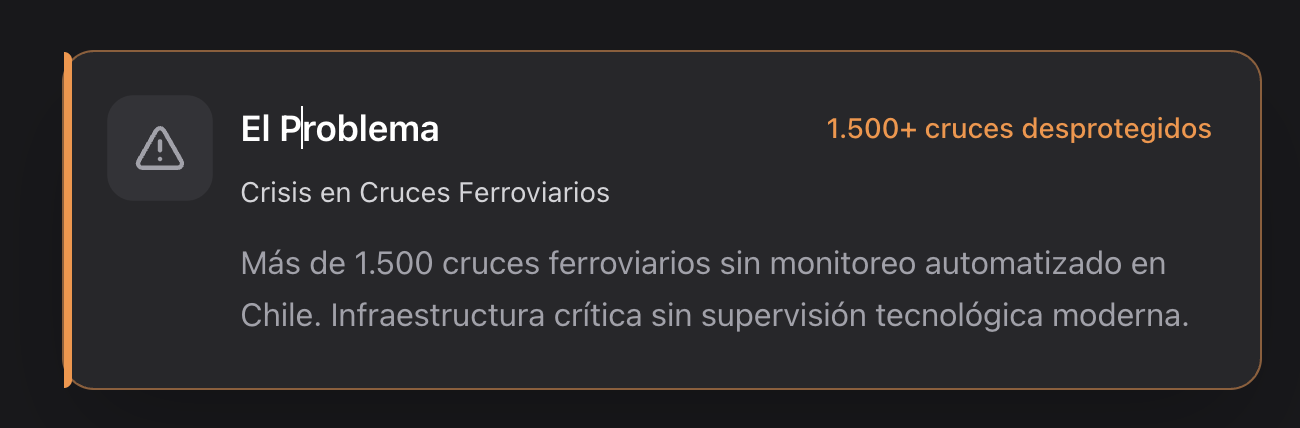 El Problema
1.500+ cruces desprotegidos
Crisis en Cruces Ferroviarios
Más de 1.500 cruces ferroviarios sin monitoreo automatizado en
Chile. Infraestructura crítica sin supervisión tecnológica moderna.